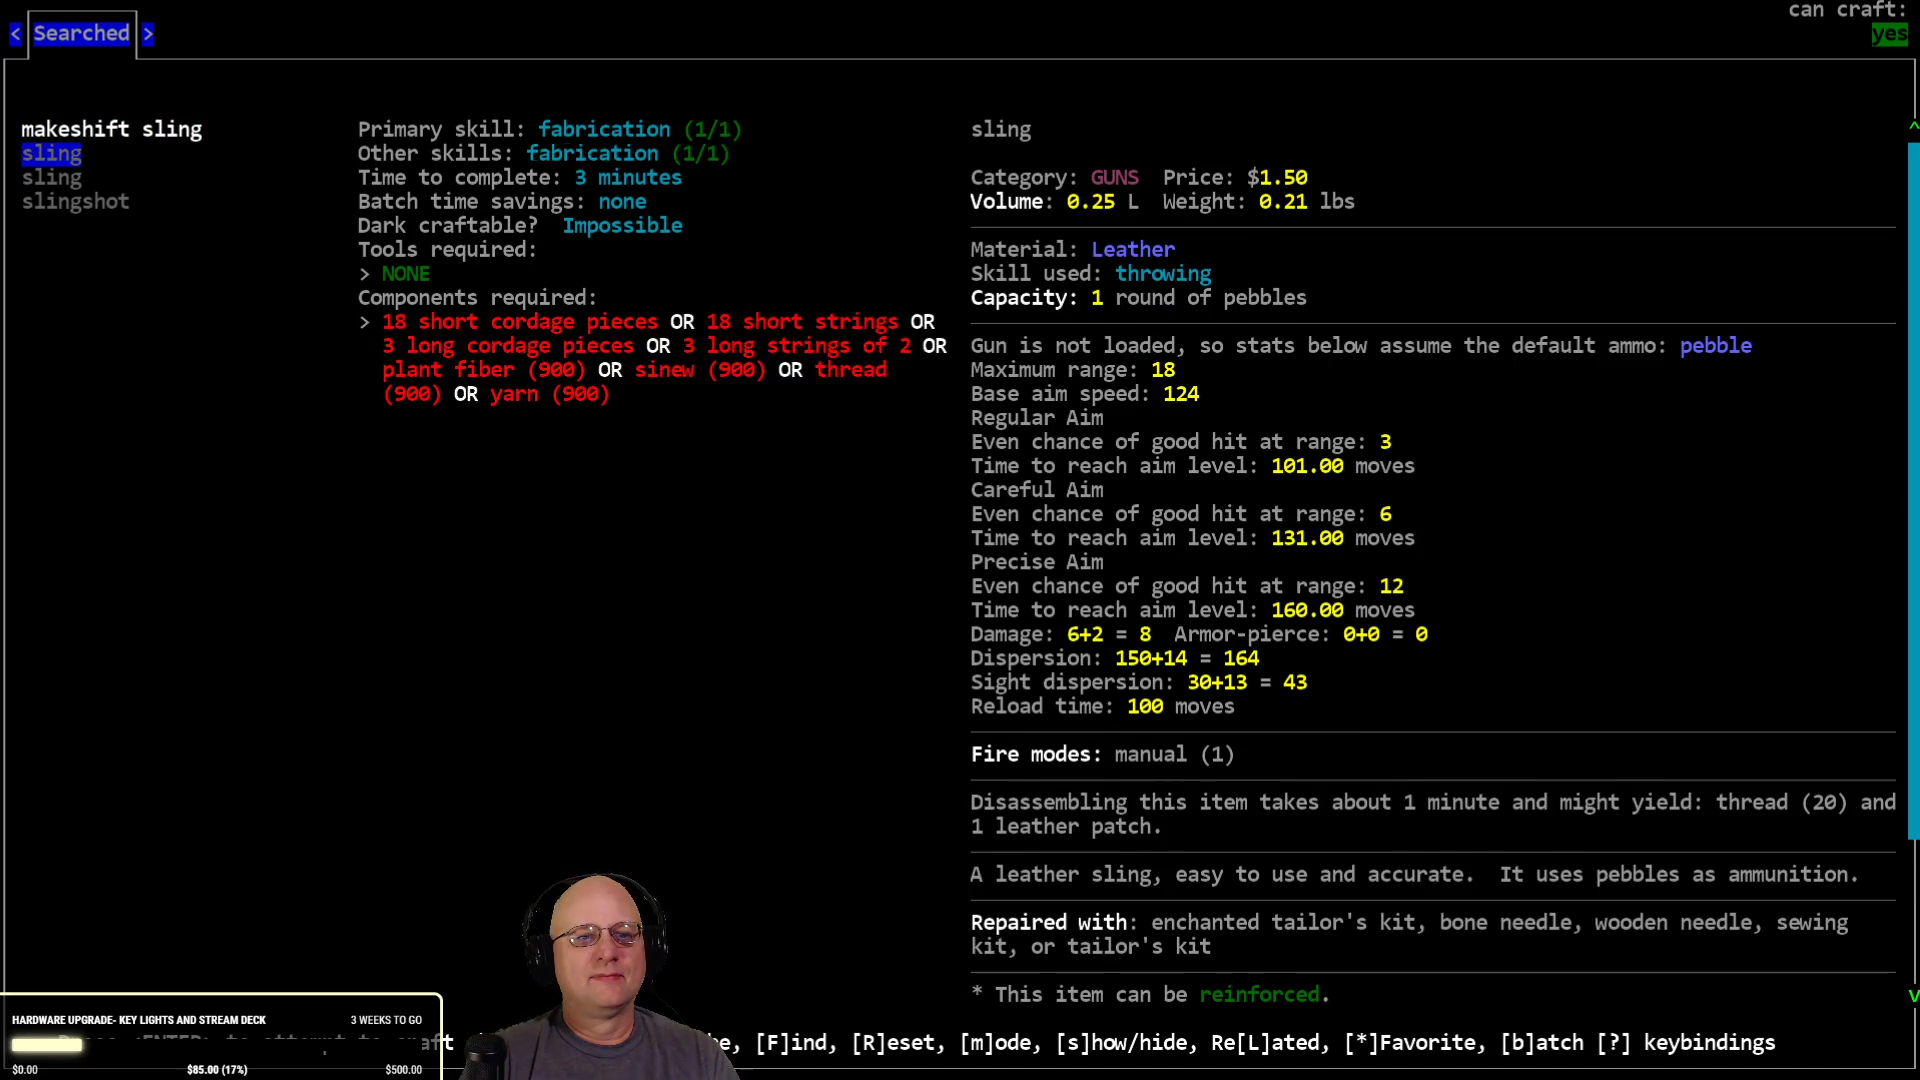 can craft:
< Searched >
yes
makeshift sling
sling
sling
slingshot
Primary skill: fabrication (1/1)
Other skills: fabrication (1/1)
Time to complete: 3 minutes
Batch time savings: none
Dark craftable?  Impossible
Tools required:
> NONE
Components required:
> 18 short cordage pieces OR 18 short strings OR
3 long cordage pieces OR 3 long strings of 2 OR
plant fiber (900) OR sinew (900) OR thread
(900) OR yarn (900)
sling
Category: GUNS  Price: $1.50
Volume: 0.25 L  Weight: 0.21 lbs
Material: Leather
Skill used: throwing
Capacity: 1 round of pebbles
Gun is not loaded, so stats below assume the default ammo: pebble
Maximum range: 18
Base aim speed: 124
Regular Aim
Even chance of good hit at range: 3
Time to reach aim level: 101.00 moves
Careful Aim
Even chance of good hit at range: 6
Time to reach aim level: 131.00 moves
Precise Aim
Even chance of good hit at range: 12
Time to reach aim level: 160.00 moves
Damage: 6+2 = 8  Armor-pierce: 0+0 = 0
Dispersion: 150+14 = 164
Sight dispersion: 30+13 = 43
Reload time: 100 moves
Fire modes: manual (1)
Disassembling this item takes about 1 minute and might yield: thread (20) and
1 leather patch.
A leather sling, easy to use and accurate.  It uses pebbles as ammunition.
Repaired with: enchanted tailor's kit, bone needle, wooden needle, sewing
kit, or tailor's kit
* This item can be reinforced.
HARDWARE UPGRADE- KEY LIGHTS AND STREAM DECK 3 WEEKS TO GO
[F]ind, [R]eset, [m]ode, [s]how/hide, Re[L]ated, [*]Favorite, [b]atch [?] keybindings
$0.00 $85.00 (17%) $500.00